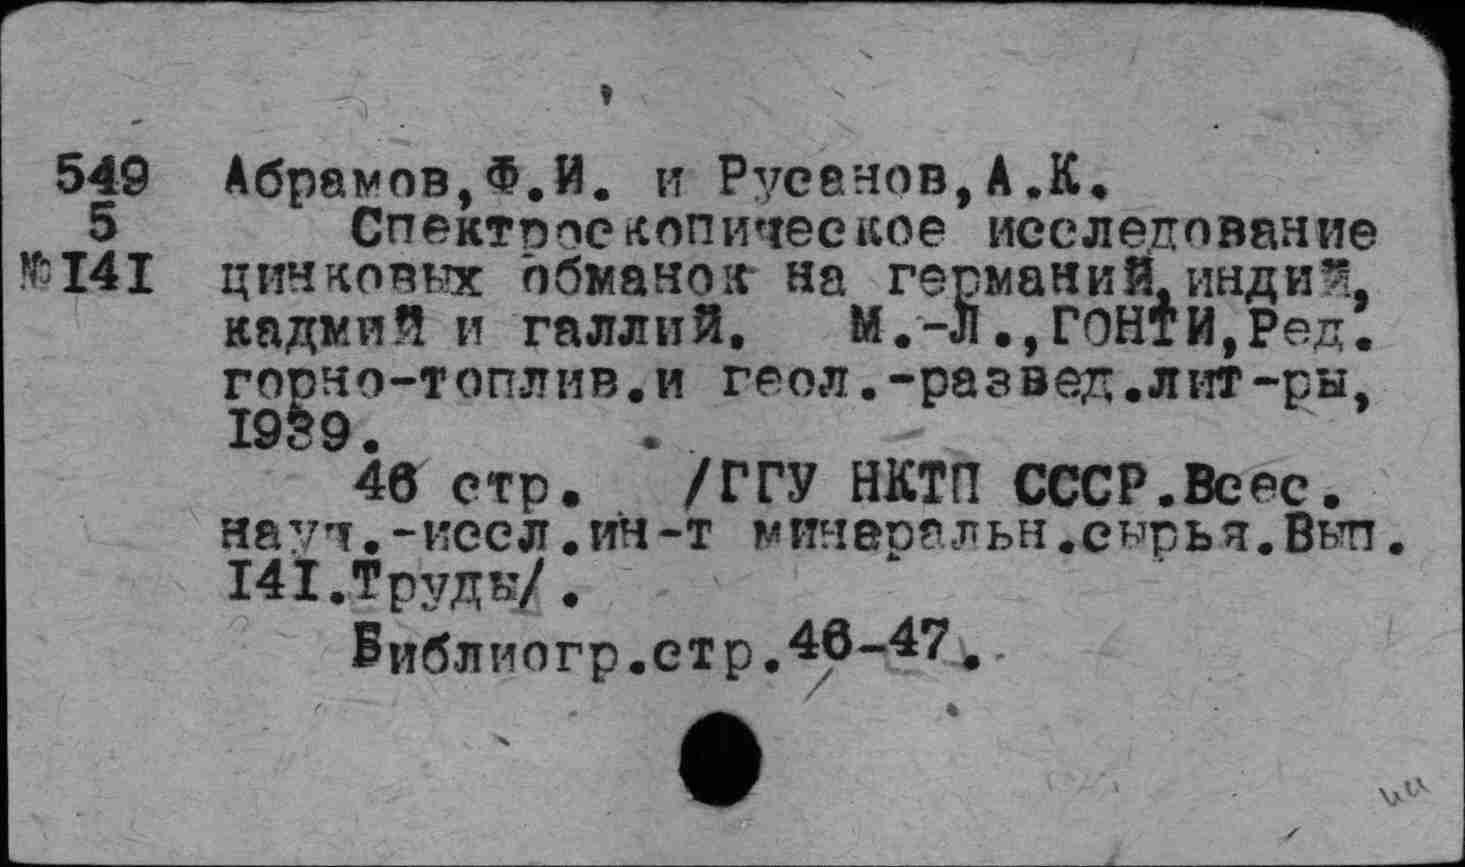 549 Абрамов,Ф.И. и Русанов,А.К.
5 Спектроскопическое исследование
№141 цинковых обманок на германий,индий,
кадмий и галлий. М.-Л.,ГОНТИ,Ред.
горно-топлив.и геол.-развед.лит-ры,
1939.
46 стр. /ГГУ НКТП СССР.Всес.
науч.-иссл.ин-т минеральн.сырья.Вып.
141.Труды/.
Библиогр.стр.46-47.